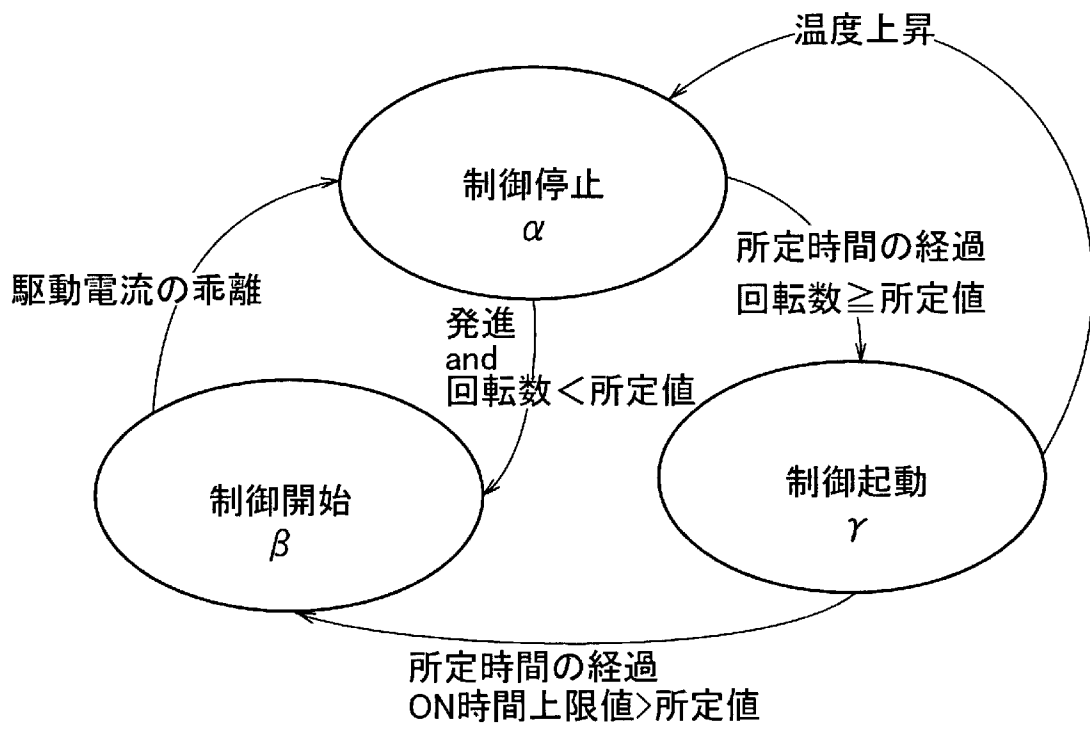 温度上昇
制御停止
α
所定時間の経過
回転数≧所定値
駆動電流の乖離
発進
and
回転数<所定値
制御開始
β
制御起動
γ
所定時間の経過
ON時間上限値>所定値